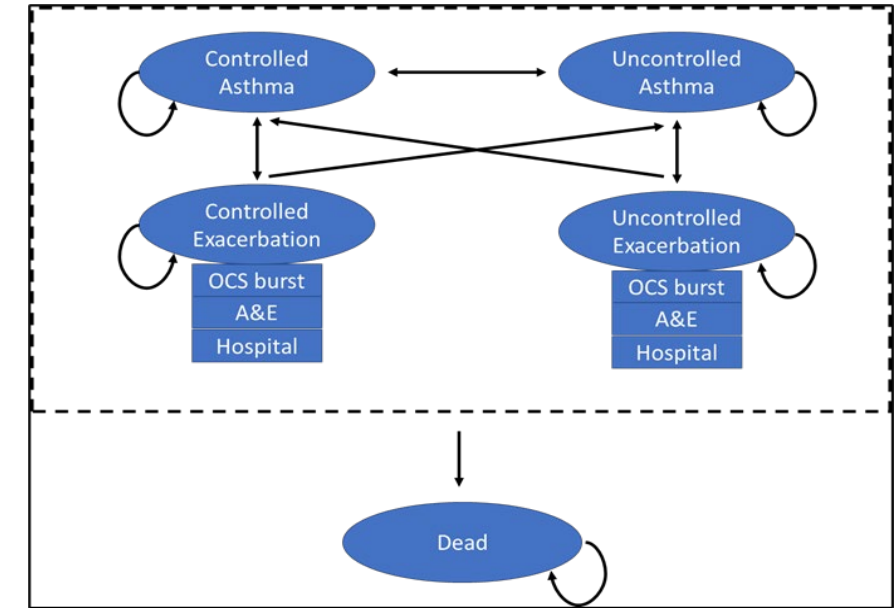 Controlled
Asthma
Uncontrolled
Asthma
Controlled
Exacerbation
OCS burst
A&E
Hospital
Uncontrolled
Exacerbation
OCS burst
A&E
Hospital
Dead